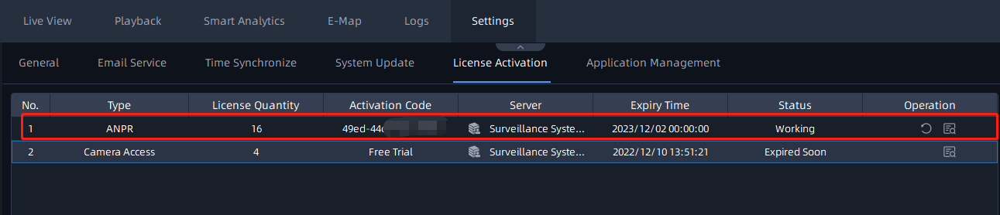 Live View Playback Smart Analytics E-Map Logs Settings
General Email Service Time Synchronize System Update License Activation Application Management
No. Type License Quantity Activation Code Server Expiry Time Status Operation
1 ANPR 16 Surveillance Syste... 2023/12/02 00:00:00 Working
2 Camera Access 4 Free Trial Surveillance Syste... 2022/12/10 13:51:21 Expired Soon